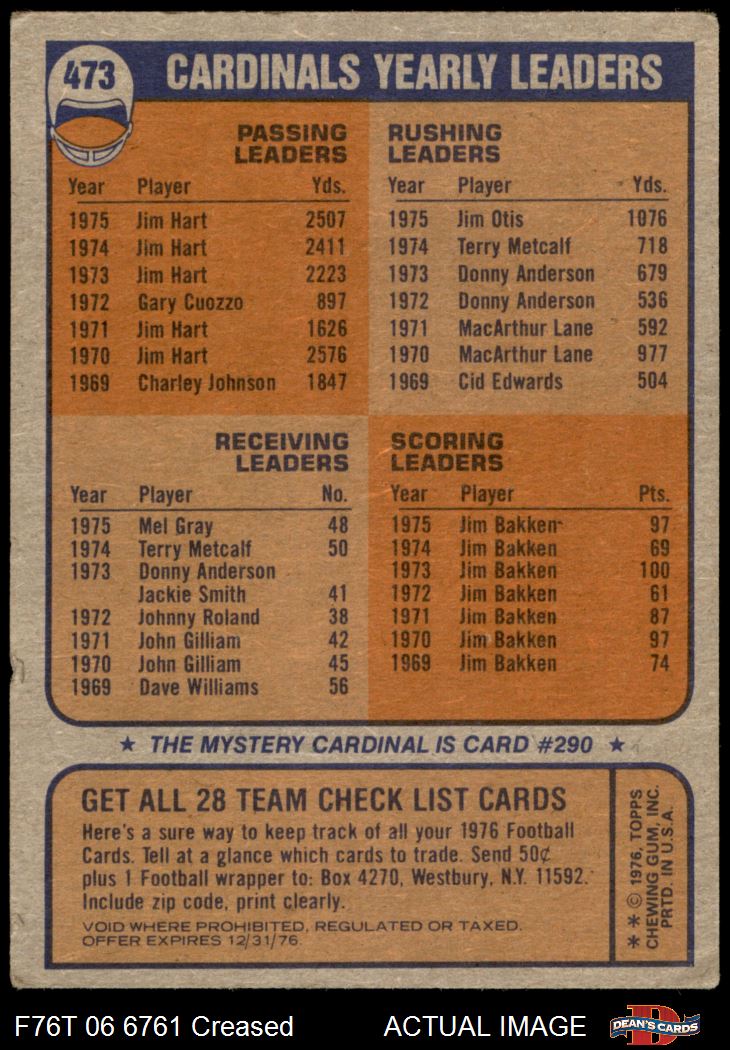 473
CARDINALS YEARLY LEADERS
PASSING
LEADERS
Year Player Yds.
1975 Jim Hart 2507
1974 Jim Hart 2411
1973 Jim Hart 2223
1972 Gary Cuozzo 897
1971 Jim Hart 1626
1970 Jim Hart 2576
1969 Charley Johnson 1847
RUSHING
LEADERS
Year Player Yds.
1975 Jim Otis 1076
1974 Terry Metcalf 718
1973 Donny Anderson 679
1972 Donny Anderson 536
1971 MacArthur Lane 592
1970 MacArthur Lane 977
1969 Cid Edwards 504
RECEIVING
LEADERS
Year Player No.
1975 Mel Gray 48
1974 Terry Metcalf 50
1973 Donny Anderson
Jackie Smith 41
1972 Johnny Roland 38
1971 John Gilliam 42
1970 John Gilliam 45
1969 Dave Williams 56
SCORING
LEADERS
Year Player Pts.
1975 Jim Bakken 97
1974 Jim Bakken 69
1973 Jim Bakken 100
1972 Jim Bakken 61
1971 Jim Bakken 87
1970 Jim Bakken 97
1969 Jim Bakken 74
★ THE MYSTERY CARDINAL IS CARD #290 ★
GET ALL 28 TEAM CHECK LIST CARDS
Here's a sure way to keep track of all your 1976 Football
Cards. Tell at a glance which cards to trade. Send 50¢
plus 1 Football wrapper to: Box 4270, Westbury, N.Y. 11592.
Include zip code, print clearly.
VOID WHERE PROHIBITED, REGULATED OR TAXED.
OFFER EXPIRES 12/31/76
** © 1976, TOPPS
CHEWING GUM, INC.
PRTD. IN U.S.A.
F76T 06 6761 Creased
ACTUAL IMAGE
D
DEAN'S CARDS